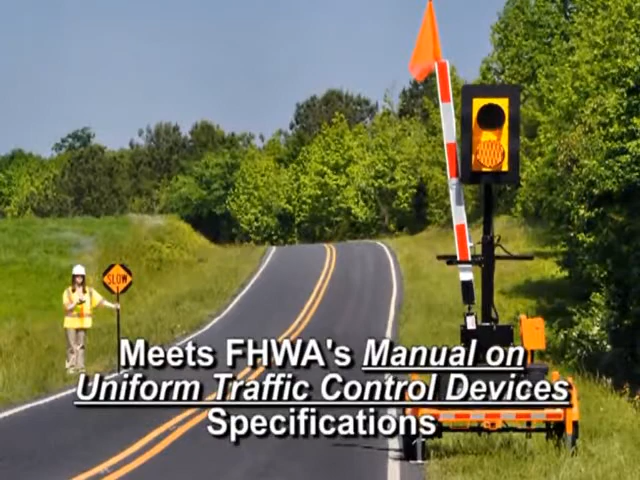 SLOW
Meets FHWA's Manual on
Uniform Traffic Control Devices
Specifications